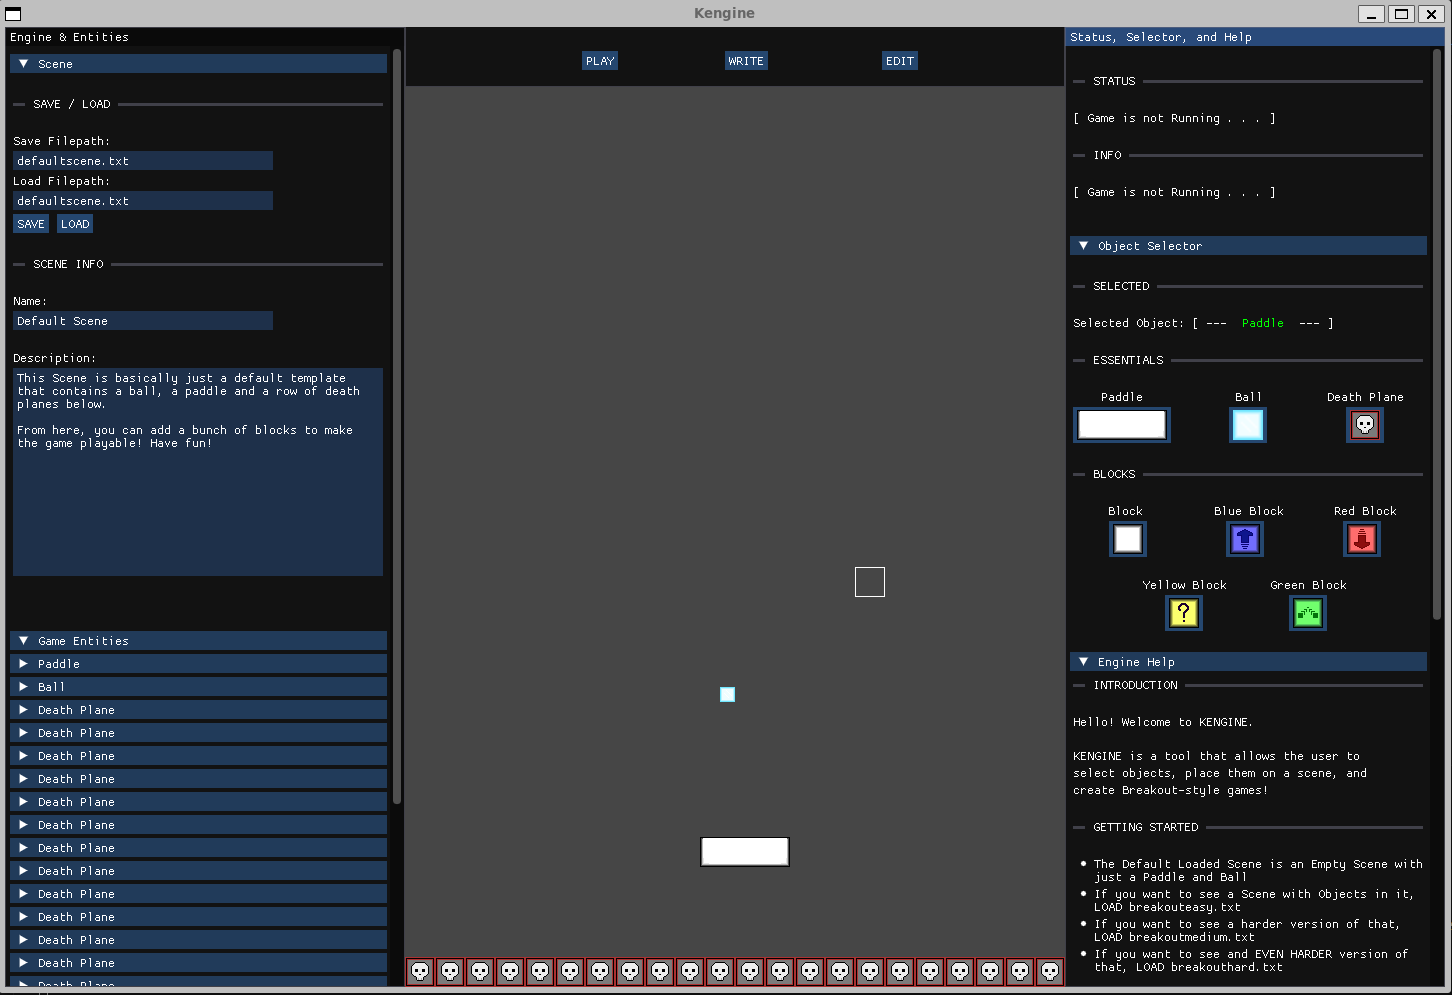 Kengine
Engine & Entities
Scene
SAVE / LOAD
Save Filepath:
defaultscene.txt
Load Filepath:
defaultscene.txt
SAVE LOAD
SCENE INFO
Name:
Default Scene
Description:
This Scene is basically just a default template
that contains a ball, a paddle and a row of death
planes below.
From here, you can add a bunch of blocks to make
the game playable! Have fun!
Game Entities
Paddle
Ball
Death Plane
Death Plane
Death Plane
Death Plane
Death Plane
Death Plane
Death Plane
Death Plane
Death Plane
Death Plane
Death Plane
Death Plane
Death Plane
PLAY WRITE EDIT
Status, Selector, and Help
STATUS
[ Game is not Running . . . ]
INFO
[ Game is not Running . . . ]
Object Selector
SELECTED
Selected Object: [ --- Paddle --- ]
ESSENTIALS
Paddle Ball Death Plane
BLOCKS
Block Blue Block Red Block
?
Yellow Block Green Block
Engine Help
INTRODUCTION
Hello! Welcome to KENGINE.
KENGINE is a tool that allows the user to
select objects, place them on a scene, and
create Breakout-style games!
GETTING STARTED
The Default Loaded Scene is an Empty Scene with
just a Paddle and Ball
If you want to see a Scene with Objects in it,
LOAD breakouteasy.txt
If you want to see a harder version of that,
LOAD breakoutmedium.txt
If you want to see and EVEN HARDER version of
that, LOAD breakouthard.txt